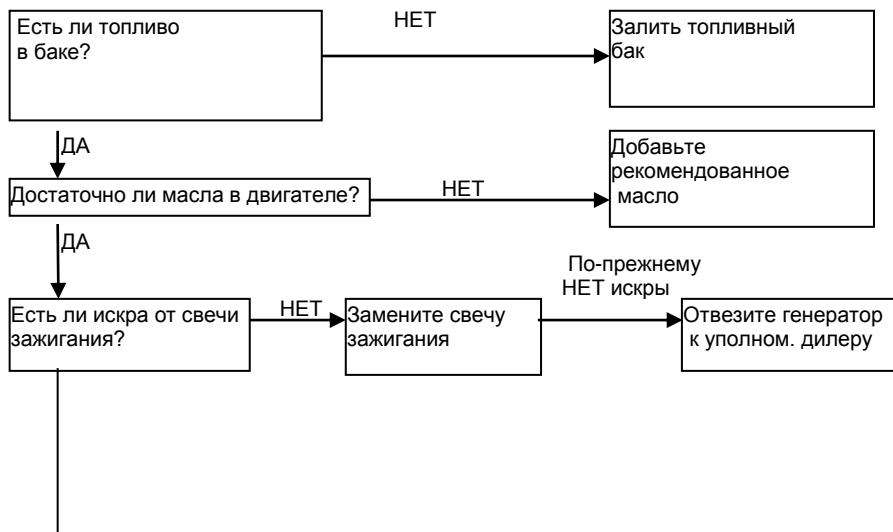 Есть ли топливо
в баке?
НЕТ
Залить топливный
бак
ДА
Достаточно ли масла в двигателе?
НЕТ
Добавьте
рекомендованное
масло
ДА
Есть ли искра от свечи
зажигания?
НЕТ
Замените свечу
зажигания
По-прежнему
НЕТ искры
Отвезите генератор
к уполном. дилеру